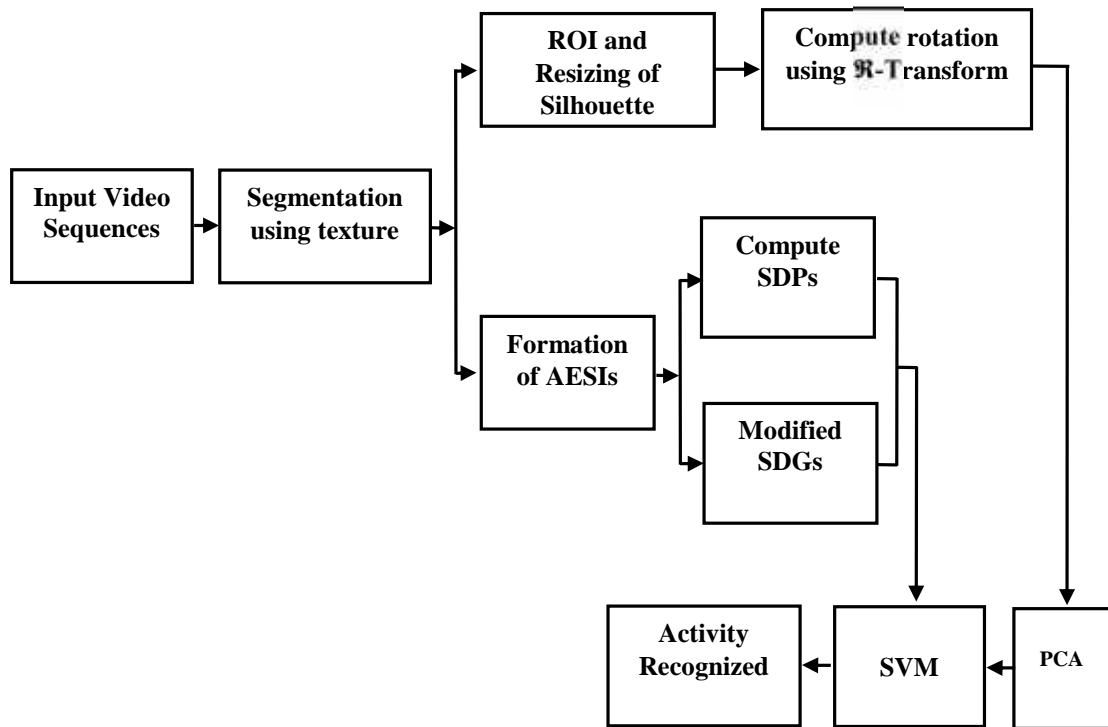 ROI and
Resizing of
Silhouette
Compute rotation
using ℜ-Transform
Input Video
Sequences
Segmentation
using texture
Compute
SDPs
Formation
of AESIs
Modified
SDGs
Activity
Recognized
SVM
PCA